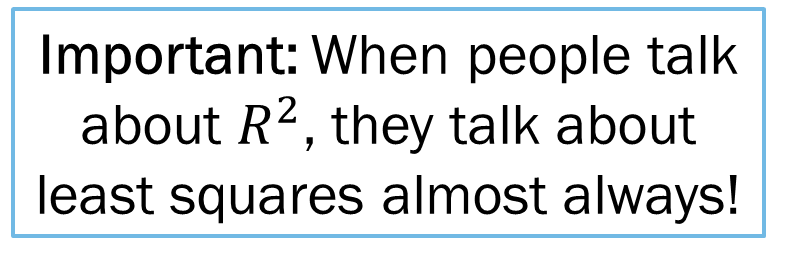 Important: When people talk
about R², they talk about
least squares almost always!